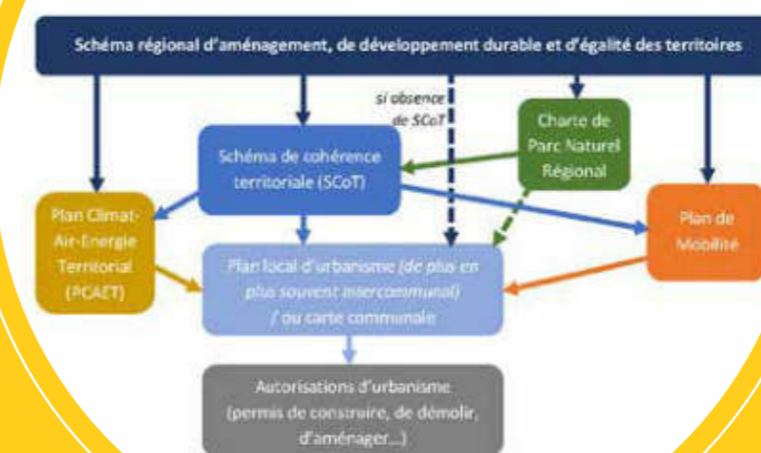 Schéma régional d'aménagement, de développement durable et d'égalité des territoires
si absence
de SCoT
Charte de
Parc Naturel
Régional
Schéma de cohérence
territoriale (SCoT)
Plan Climat-
Air-Energie
Territorial
(PCAET)
Plan de
Mobilité
Plan local d'urbanisme (de plus en
plus souvent intercommunal)
/ ou carte communale
Autorisations d'urbanisme
(permis de construire, de démolir,
d'aménager...)